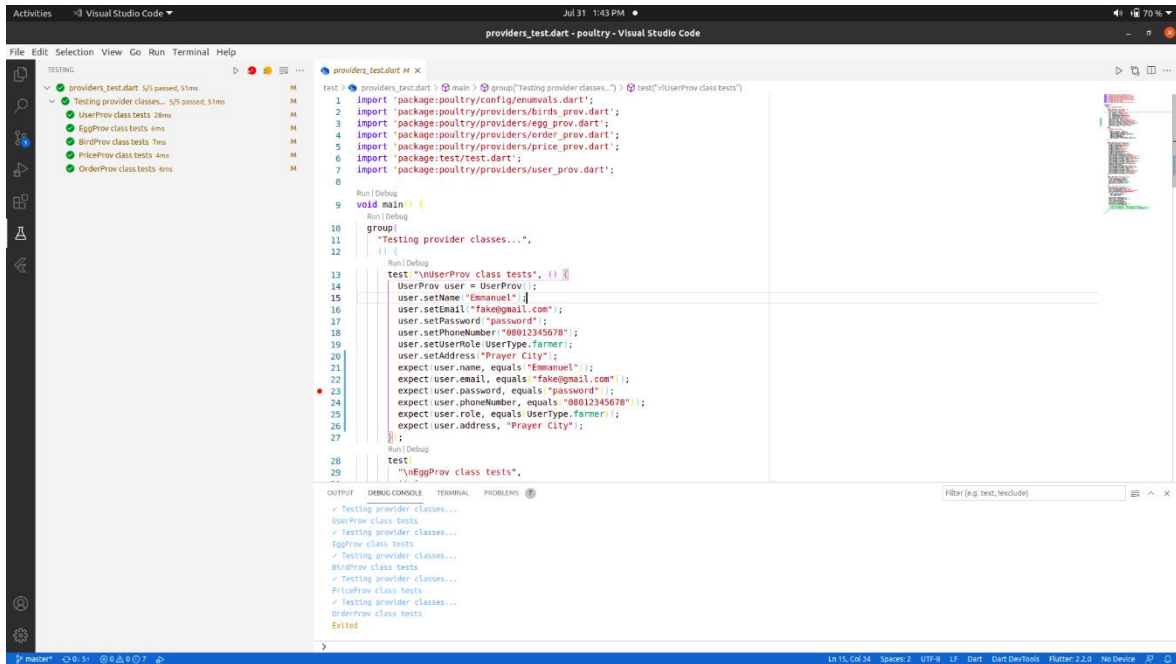 Activities
Visual Studio Code
Jul 31 1:43 PM
70 %
providers_test.dart - poultry - Visual Studio Code
File Edit Selection View Go Run Terminal Help
TESTING
providers_test.dart 5/5 passed, 51ms M
Testing provider classes... 5/5 passed, 51ms M
UserProv class tests 28ms M
EggProv class tests 6ms M
BirdProv class tests 7ms M
PriceProv class tests 4ms M
OrderProv class tests 6ms M
providers_test.dart M
test > providers_test.dart > main > group("Testing provider classes...") > test("⏎UserProv class tests")
1 import 'package:poultry/config/enumvals.dart';
2 import 'package:poultry/providers/birds_prov.dart';
3 import 'package:poultry/providers/egg_prov.dart';
4 import 'package:poultry/providers/order_prov.dart';
5 import 'package:poultry/providers/price_prov.dart';
6 import 'package:test/test.dart';
7 import 'package:poultry/providers/user_prov.dart';
8
Run | Debug
9 void main() {
Run | Debug
10 group(
11 "Testing provider classes...",
12 () {
Run | Debug
13 test("\nUserProv class tests", () {
14 UserProv user = UserProv();
15 user.setName("Emmanuel");
16 user.setEmail("fake@gmail.com");
17 user.setPassword("password");
18 user.setPhoneNumber("08012345678");
19 user.setUserRole(UserType.farmer);
20 user.setAddress("Prayer City");
21 expect(user.name, equals("Emmanuel"));
22 expect(user.email, equals("fake@gmail.com"));
23 expect(user.password, equals("password"));
24 expect(user.phoneNumber, equals("08012345678"));
25 expect(user.role, equals(UserType.farmer));
26 expect(user.address, "Prayer City");
27 });
Run | Debug
28 test(
29 "\nEggProv class tests",
OUTPUT DEBUG CONSOLE TERMINAL PROBLEMS 7
Filter (e.g. text, !exclude)
✓ Testing provider classes...
UserProv class tests
✓ Testing provider classes...
EggProv class tests
✓ Testing provider classes...
BirdProv class tests
✓ Testing provider classes...
PriceProv class tests
✓ Testing provider classes...
OrderProv class tests
Exited
>
master* 0↓ 5↑ 0 0 7
Ln 15, Col 34 Spaces: 2 UTF-8 LF Dart Dart DevTools Flutter: 2.2.0 No Device